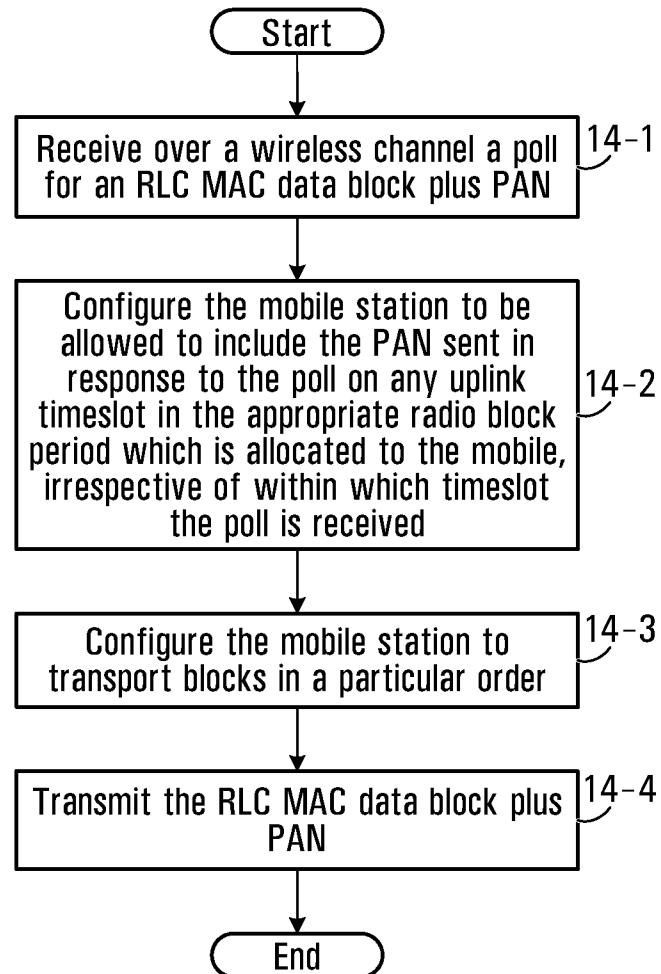 Start
Receive over a wireless channel a poll
for an RLC MAC data block plus PAN
14-1
Configure the mobile station to be
allowed to include the PAN sent in
response to the poll on any uplink
timeslot in the appropriate radio block
period which is allocated to the mobile,
irrespective of within which timeslot
the poll is received
14-2
Configure the mobile station to
transport blocks in a particular order
14-3
Transmit the RLC MAC data block plus
PAN
14-4
End